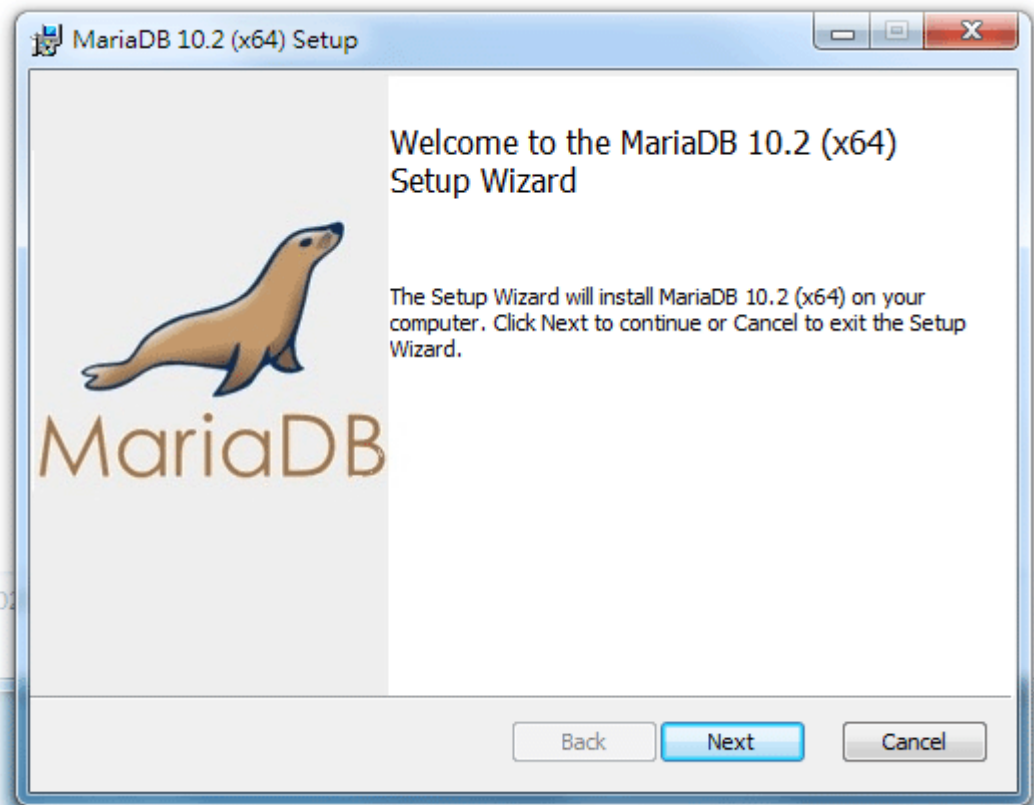 MariaDB 10.2 (x64) Setup
Welcome to the MariaDB 10.2 (x64)
Setup Wizard
The Setup Wizard will install MariaDB 10.2 (x64) on your
computer. Click Next to continue or Cancel to exit the Setup
Wizard.
MariaDB
Back
Next
Cancel